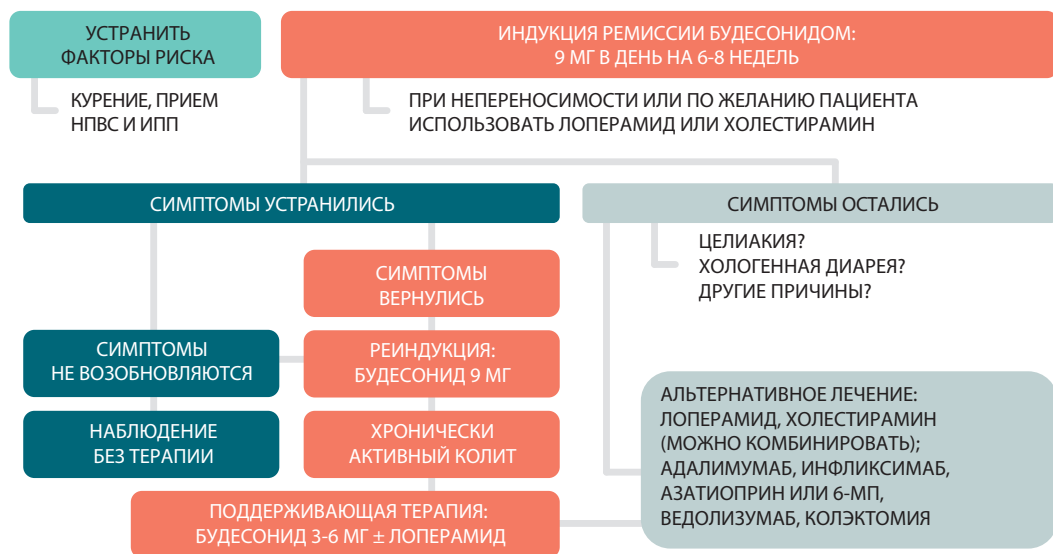 УСТРАНИТЬ
ФАКТОРЫ РИСКА
КУРЕНИЕ, ПРИЕМ
НПВС И ИПП
ИНДУКЦИЯ РЕМИССИИ БУДЕСОНИДОМ:
9 МГ В ДЕНЬ НА 6-8 НЕДЕЛЬ
ПРИ НЕПЕРЕНОСИМОСТИ ИЛИ ПО ЖЕЛАНИЮ ПАЦИЕНТА
ИСПОЛЬЗОВАТЬ ЛОПЕРАМИД ИЛИ ХОЛЕСТИРАМИН
СИМПТОМЫ УСТРАНИЛИСЬ
СИМПТОМЫ
ВЕРНУЛИСЬ
СИМПТОМЫ
НЕ ВОЗОБНОВЛЯЮТСЯ
РЕИНДУКЦИЯ:
БУДЕСОНИД 9 МГ
НАБЛЮДЕНИЕ
БЕЗ ТЕРАПИИ
ХРОНИЧЕСКИ
АКТИВНЫЙ КОЛИТ
ПОДДЕРЖИВАЮЩАЯ ТЕРАПИЯ:
БУДЕСОНИД 3-6 МГ ± ЛОПЕРАМИД
СИМПТОМЫ ОСТАЛИСЬ
ЦЕЛИАКИЯ?
ХОЛОГЕННАЯ ДИАРЕЯ?
ДРУГИЕ ПРИЧИНЫ?
АЛЬТЕРНАТИВНОЕ ЛЕЧЕНИЕ:
ЛОПЕРАМИД, ХОЛЕСТИРАМИН
(МОЖНО КОМБИНИРОВАТЬ);
АДАЛИМУМАБ, ИНФЛИКСИМАБ,
АЗАТИОПРИН ИЛИ 6-МП,
ВЕДОЛИЗУМАБ, КОЛЭКТОМИЯ